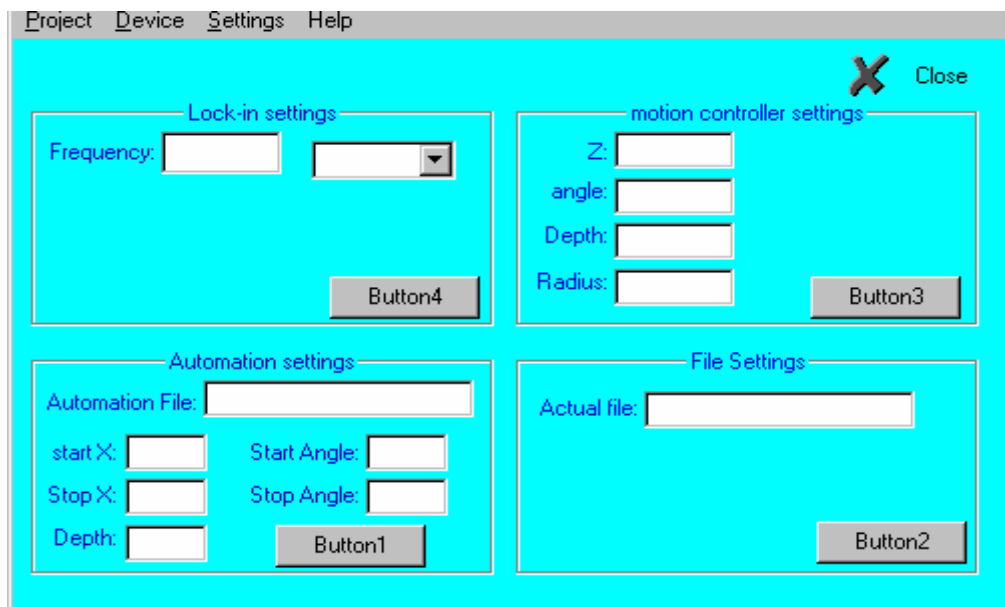 Project Device Settings Help
Close
Lock-in settings
Frequency:
Button4
motion controller settings
Z:
angle:
Depth:
Radius:
Button3
Automation settings
Automation File:
start X: Start Angle:
Stop X: Stop Angle:
Depth: Button1
File Settings
Actual file:
Button2